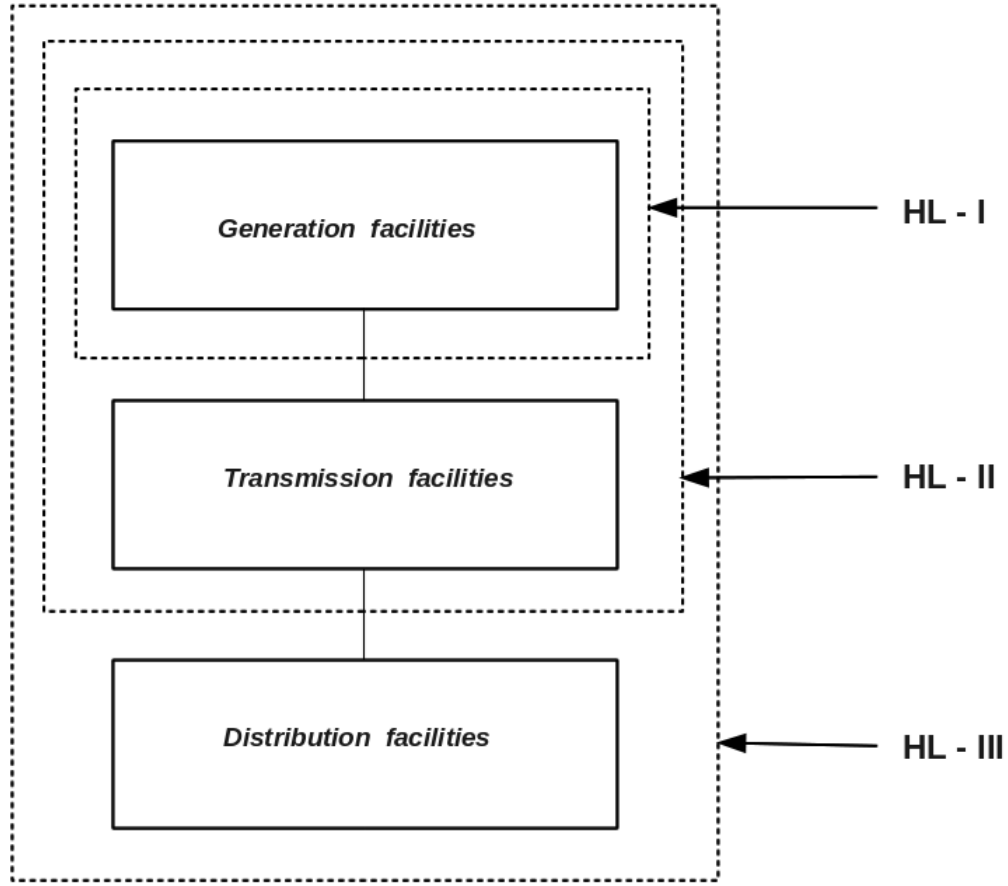 Generation facilities
HL - I
Transmission facilities
HL - II
Distribution facilities
HL - III